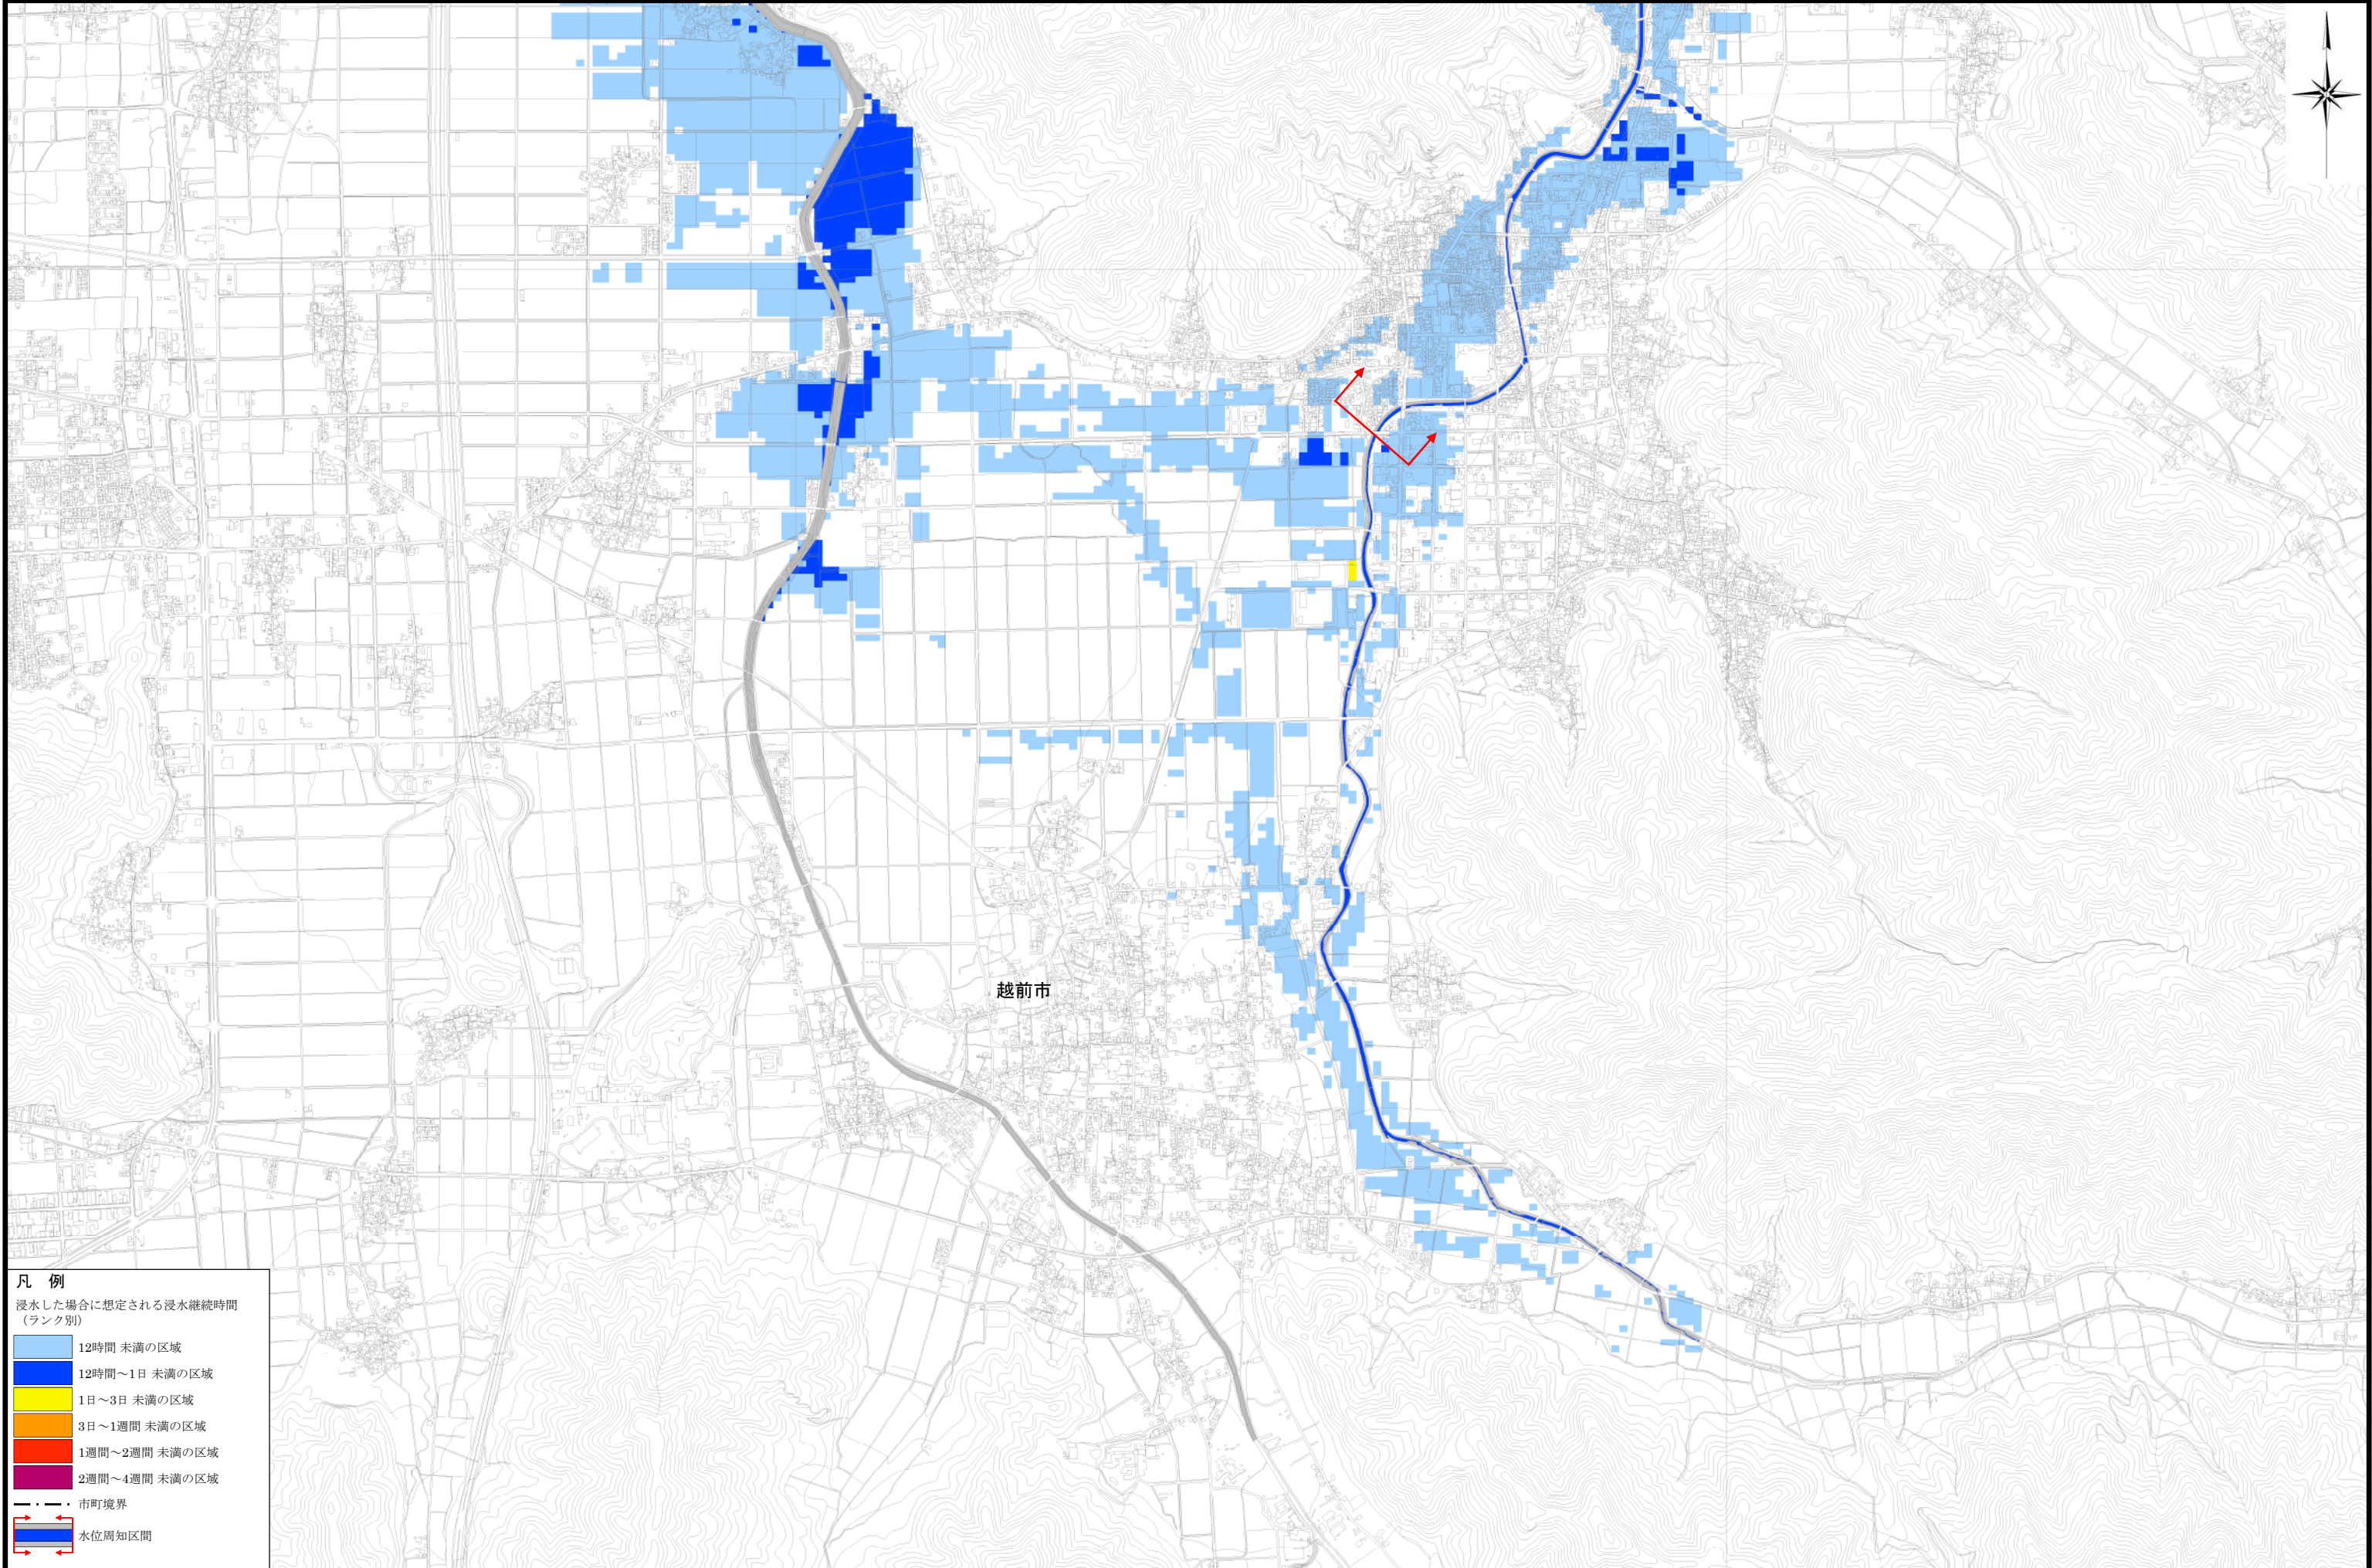 越前市
凡 例
浸水した場合に想定される浸水継続時間
（ランク別）
12時間 未満の区域
12時間～1日 未満の区域
1日～3日 未満の区域
3日～1週間 未満の区域
1週間～2週間 未満の区域
2週間～4週間 未満の区域
市町境界
水位周知区間